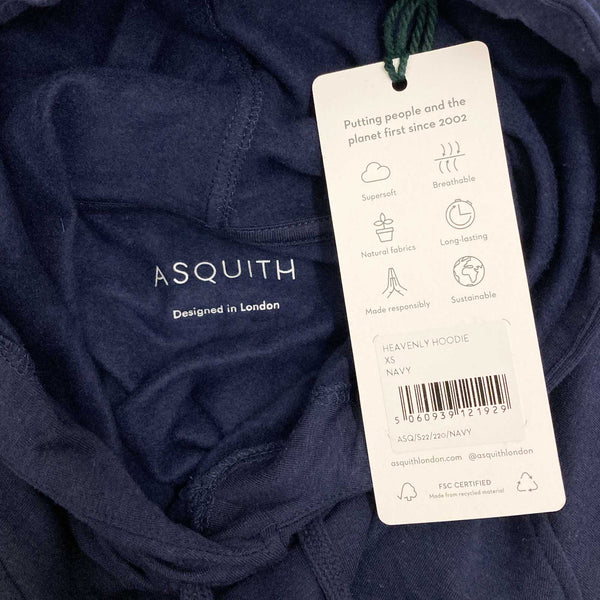 ASQUITH
Designed in London
Putting people and the
planet first since 2002
Supersoft
Breathable
Natural fabrics
Long-lasting
Made responsibly
Sustainable
HEAVENLY HOODIE
XS
NAVY
5 060939 121929
ASQ/S22/220/NAVY
asquithlondon.com @asquithlondon
FSC CERTIFIED
Made from recycled material